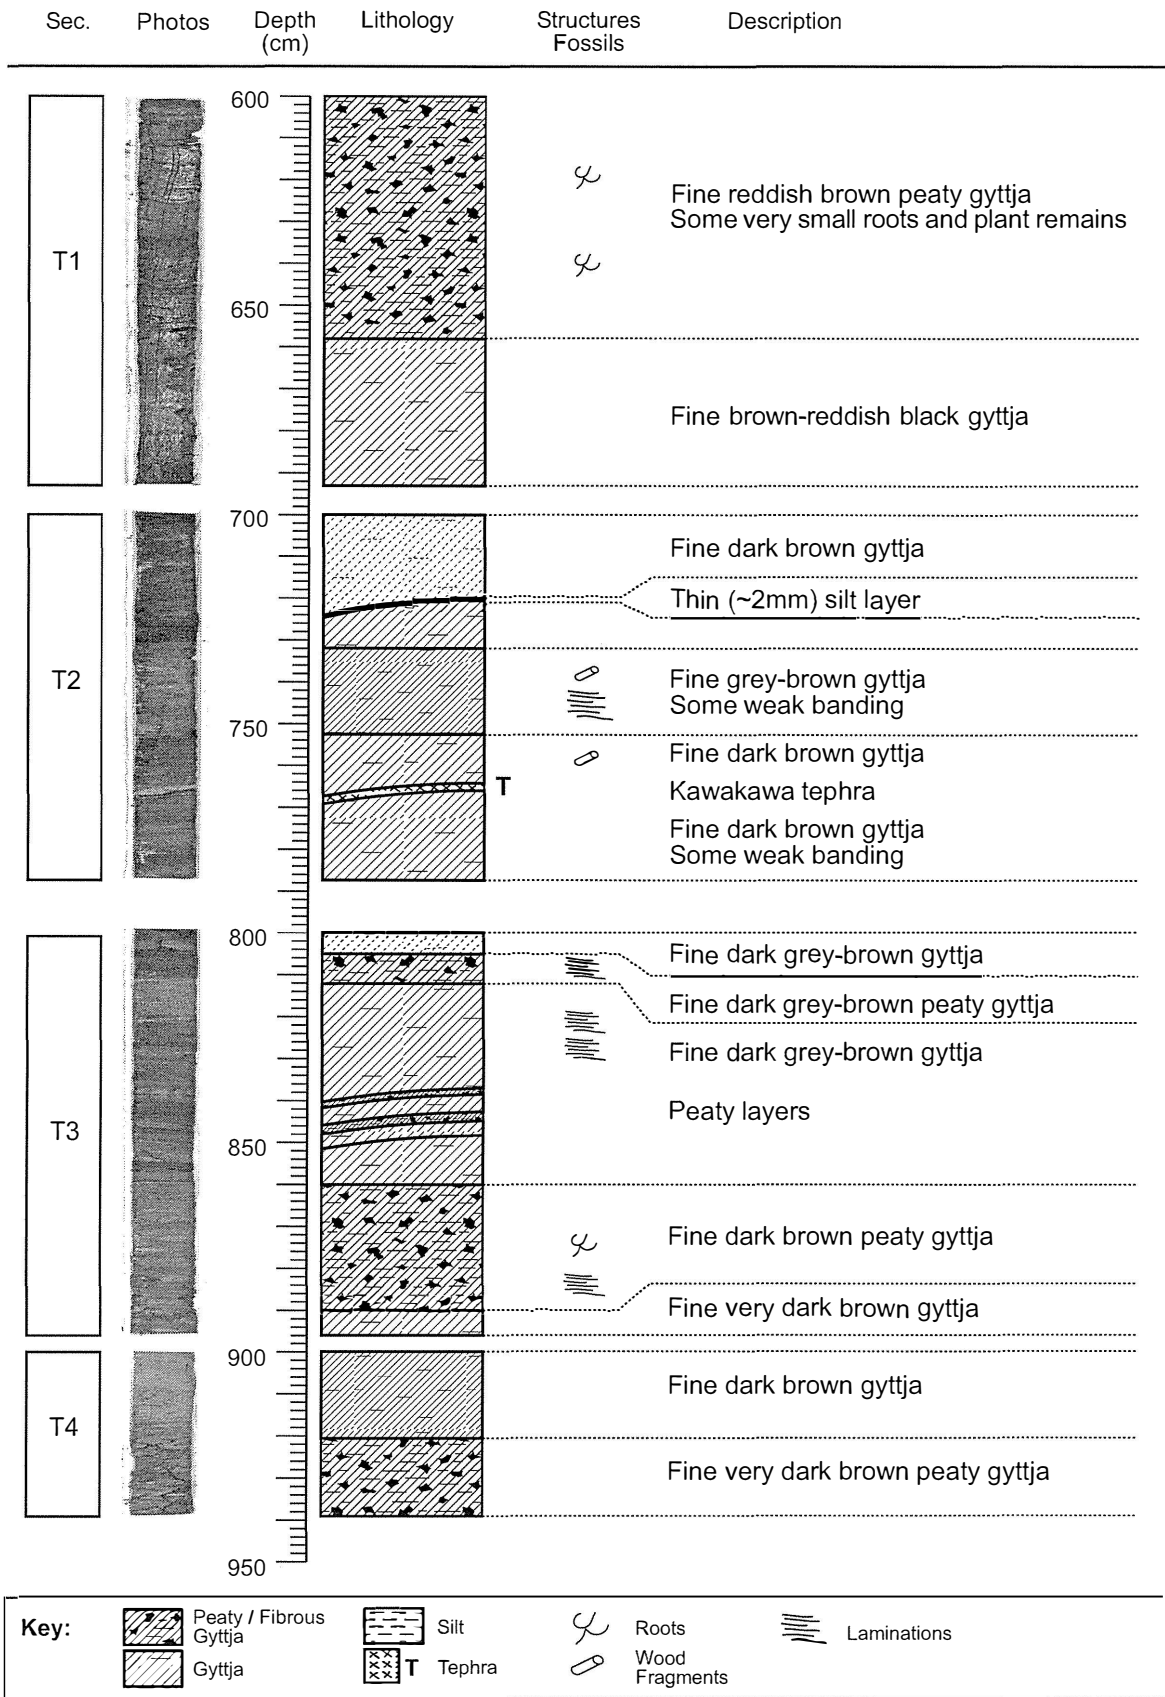 Sec. Photos Depth Lithology Structures Description
(cm) Fossils
600
Fine reddish brown peaty gyttja
Some very small roots and plant remains
T1
650
Fine brown-reddish black gyttja
700
Fine dark brown gyttja
Thin (~2mm) silt layer
T2
Fine grey-brown gyttja
Some weak banding
750
Fine dark brown gyttja
T
Kawakawa tephra
Fine dark brown gyttja
Some weak banding
800
Fine dark grey-brown gyttja
Fine dark grey-brown peaty gyttja
Fine dark grey-brown gyttja
Peaty layers
T3
850
Fine dark brown peaty gyttja
Fine very dark brown gyttja
900
Fine dark brown gyttja
T4
Fine very dark brown peaty gyttja
950
Key:
Peaty / Fibrous
Gyttja
Gyttja
Silt
T Tephra
Roots
Wood
Fragments
Laminations